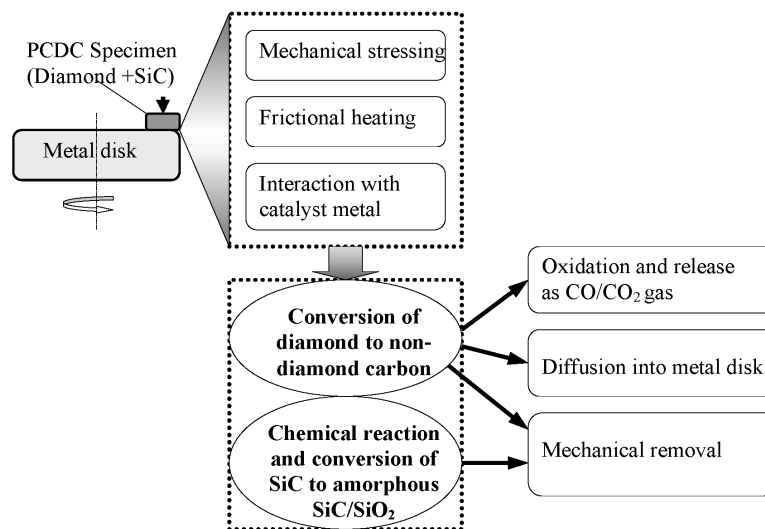 PCDC Specimen
(Diamond +SiC)
Metal disk
Mechanical stressing
Frictional heating
Interaction with
catalyst metal
Conversion of
diamond to non-
diamond carbon
Chemical reaction
and conversion of
SiC to amorphous
SiC/SiO₂
Oxidation and release
as CO/CO₂ gas
Diffusion into metal disk
Mechanical removal